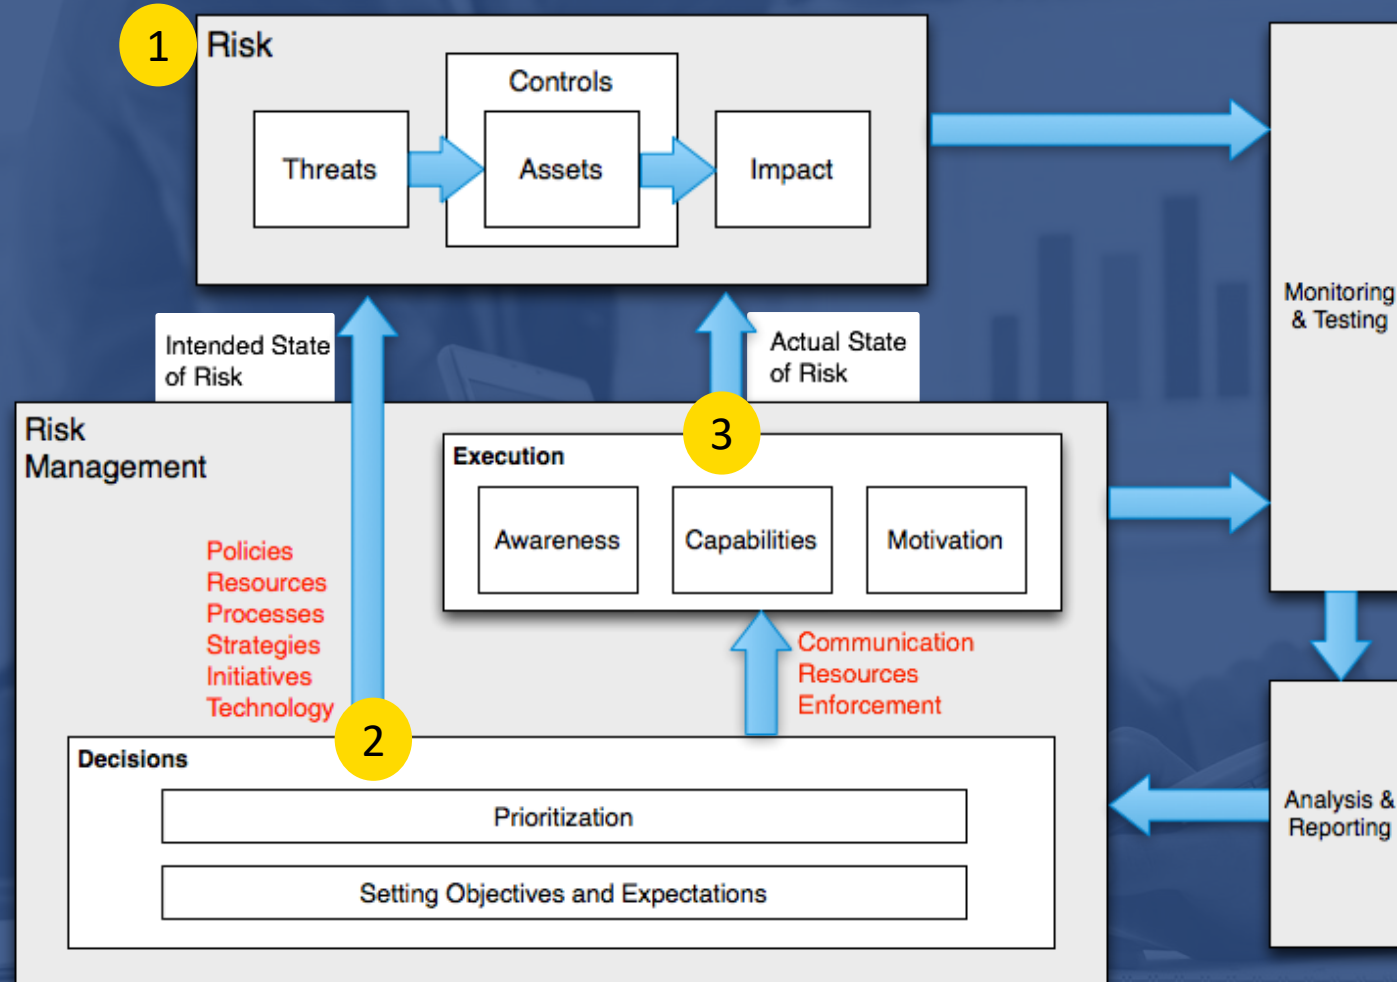 1
Risk
Controls
Threats
Assets
Impact
Monitoring
& Testing
Intended State
of Risk
Actual State
of Risk
Risk
Management
3
Execution
Awareness
Capabilities
Motivation
Policies
Resources
Processes
Strategies
Initiatives
Technology
Communication
Resources
Enforcement
2
Decisions
Prioritization
Setting Objectives and Expectations
Analysis &
Reporting